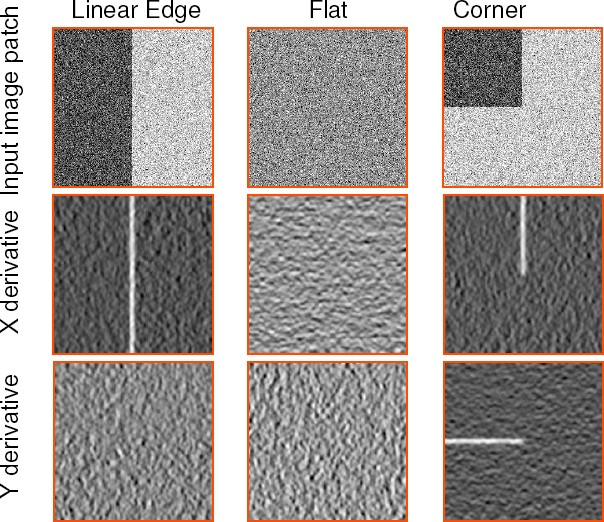 Linear Edge
Flat
Corner
Input image patch
X derivative
Y derivative